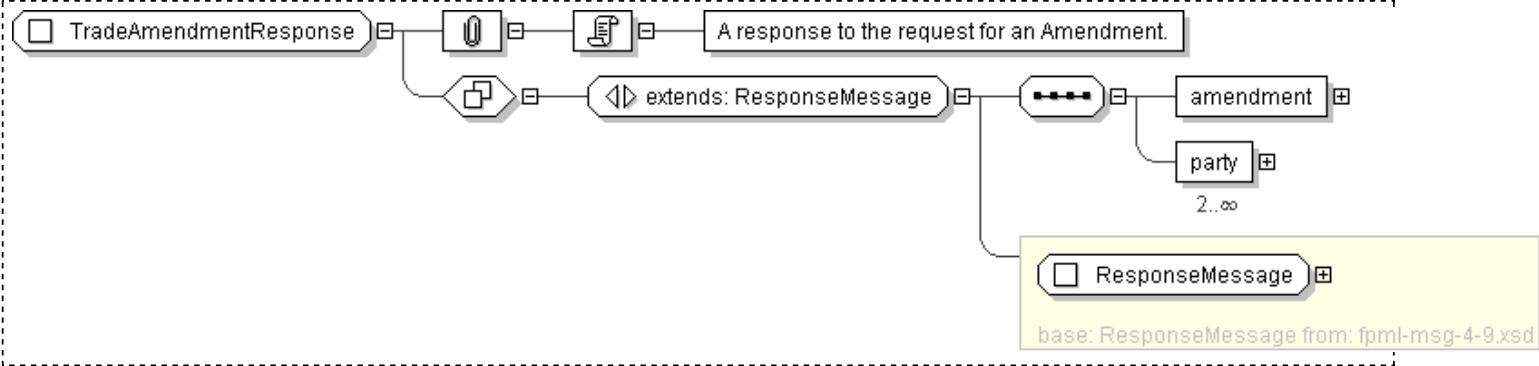 TradeAmendmentResponse
A response to the request for an Amendment.
extends: ResponseMessage
amendment
party
2..∞
ResponseMessage
base: ResponseMessage from: fpml-msg-4-9.xsd